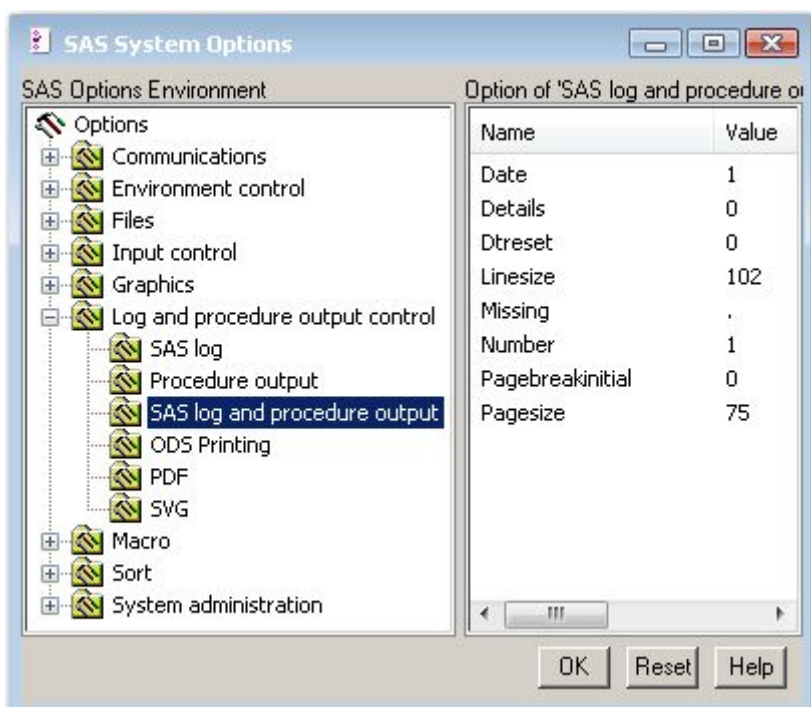 SAS System Options
SAS Options Environment
Options
Communications
Environment control
Files
Input control
Graphics
Log and procedure output control
SAS log
Procedure output
SAS log and procedure output
ODS Printing
PDF
SVG
Macro
Sort
System administration
Option of 'SAS log and procedure
Name Value
Date 1
Details 0
Dtreset 0
Linesize 102
Missing .
Number 1
Pagebreakinitial 0
Pagesize 75
OK Reset Help